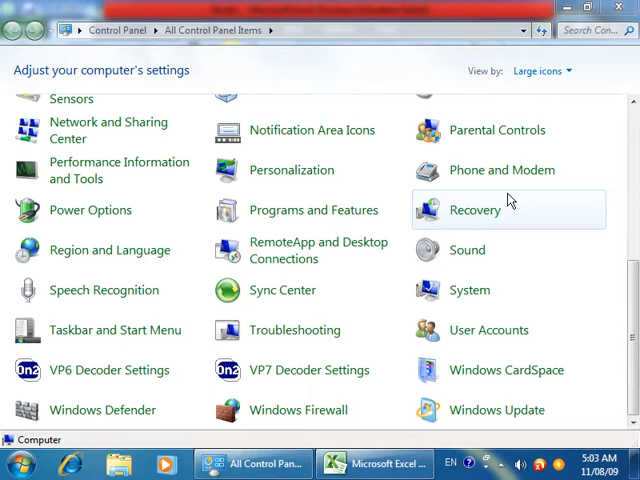 Control Panel
All Control Panel Items
Search Con...
Adjust your computer's settings
View by:
Large icons
Sensors
Network and Sharing
Center
Notification Area Icons
Parental Controls
Performance Information
and Tools
Personalization
Phone and Modem
Power Options
Programs and Features
Recovery
Region and Language
RemoteApp and Desktop
Connections
Sound
Speech Recognition
Sync Center
System
Taskbar and Start Menu
Troubleshooting
User Accounts
On2
VP6 Decoder Settings
On2
VP7 Decoder Settings
Windows CardSpace
Windows Defender
Windows Firewall
Windows Update
Computer
All Control Pan...
Microsoft Excel ...
EN
5:03 AM
11/08/09